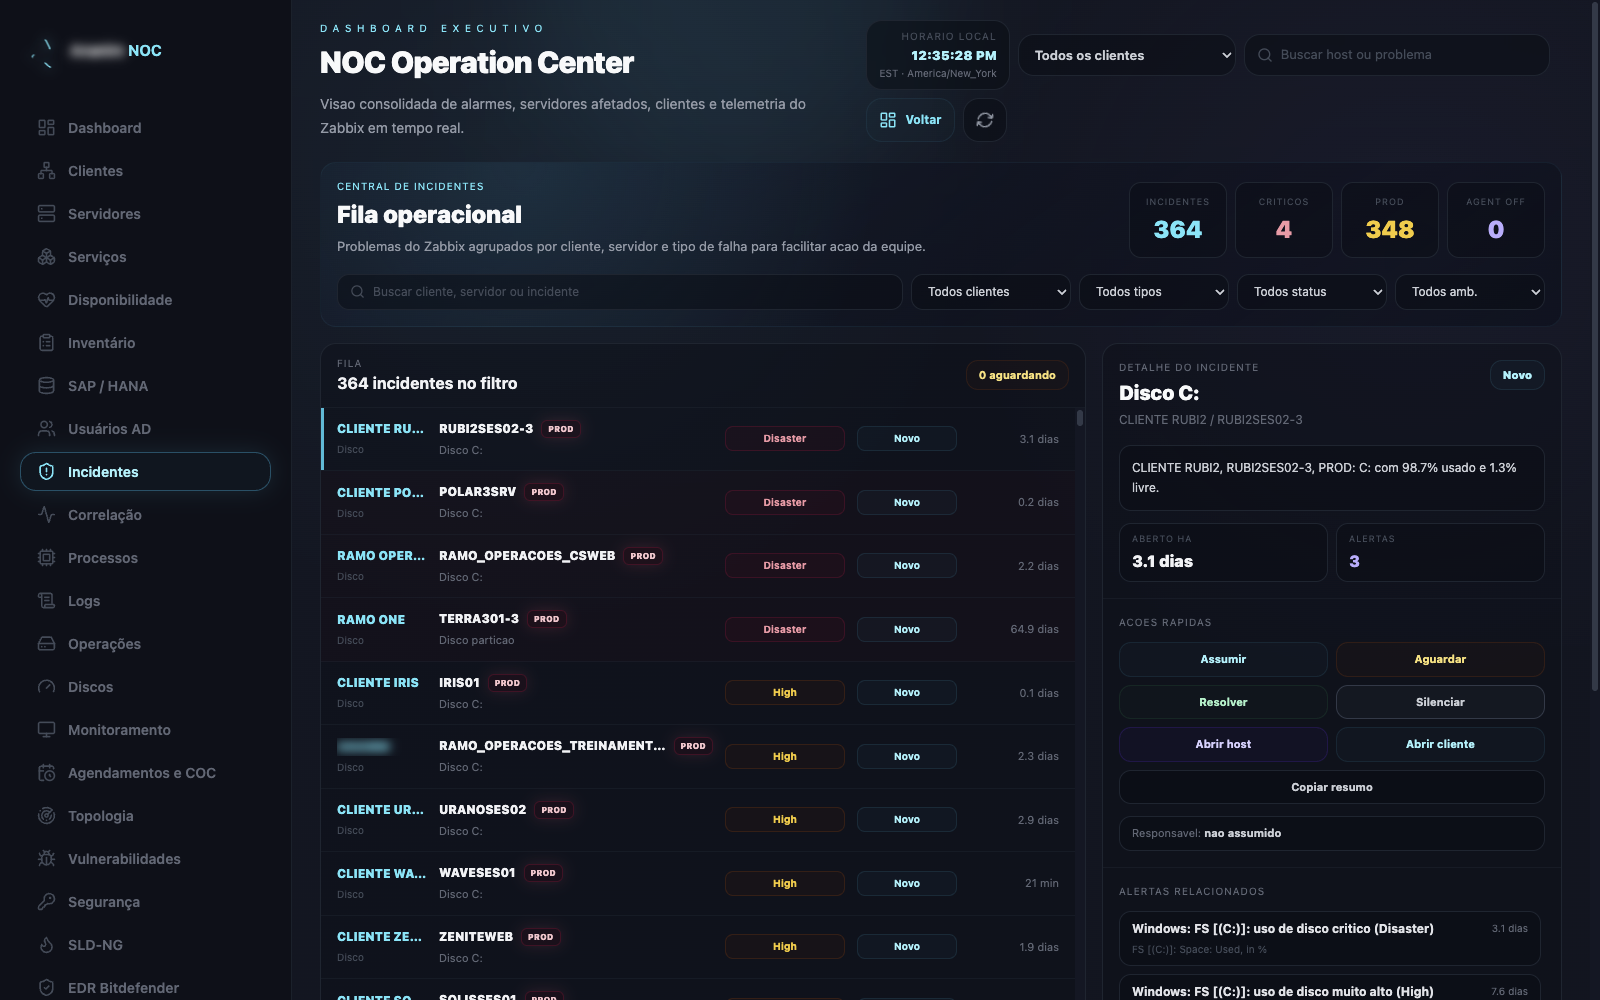 NOC
Dashboard
Clientes
Servidores
Serviços
Disponibilidade
Inventário
SAP / HANA
Usuários AD
Incidentes
Correlação
Processos
Logs
Operações
Discos
Monitoramento
Agendamentos e COC
Topologia
Vulnerabilidades
Segurança
SLD-NG
EDR Bitdefender
DASHBOARD EXECUTIVO
NOC Operation Center
Visao consolidada de alarmes, servidores afetados, clientes e telemetria do
Zabbix em tempo real.
HORARIO LOCAL
12:35:28 PM
EST · America/New_York
Todos os clientes
Buscar host ou problema
Voltar
CENTRAL DE INCIDENTES
Fila operacional
Problemas do Zabbix agrupados por cliente, servidor e tipo de falha para facilitar acao da equipe.
INCIDENTES
364
CRITICOS
4
PROD
348
AGENT OFF
0
Buscar cliente, servidor ou incidente
Todos clientes
Todos tipos
Todos status
Todos amb.
FILA
364 incidentes no filtro
0 aguardando
CLIENTE RU... RUBI2SES02-3 PROD Disaster Novo 3.1 dias
Disco Disco C:
CLIENTE PO... POLAR3SRV PROD Disaster Novo 0.2 dias
Disco Disco C:
RAMO OPER... RAMO_OPERACOES_CSWEB PROD Disaster Novo 2.2 dias
Disco Disco C:
RAMO ONE TERRA301-3 PROD Disaster Novo 64.9 dias
Disco Disco particao
CLIENTE IRIS IRIS01 PROD High Novo 0.1 dias
Disco Disco C:
RAMO_OPERACOES_TREINAMENT... PROD High Novo 2.3 dias
Disco Disco C:
CLIENTE UR... URANOSES02 PROD High Novo 2.9 dias
Disco Disco C:
CLIENTE WA... WAVESES01 PROD High Novo 21 min
Disco Disco C:
CLIENTE ZE... ZENITEWEB PROD High Novo 1.9 dias
Disco Disco C:
CLIENTE SO... SOLISSES01 PROD
DETALHE DO INCIDENTE
Disco C:
Novo
CLIENTE RUBI2 / RUBI2SES02-3
CLIENTE RUBI2, RUBI2SES02-3, PROD: C: com 98.7% usado e 1.3%
livre.
ABERTO HA
3.1 dias
ALERTAS
3
ACOES RAPIDAS
Assumir
Aguardar
Resolver
Silenciar
Abrir host
Abrir cliente
Copiar resumo
Responsavel: nao assumido
ALERTAS RELACIONADOS
Windows: FS [(C:)]: uso de disco critico (Disaster) 3.1 dias
FS [(C:)]: Space: Used, in %
Windows: FS [(C:)]: uso de disco muito alto (High) 7.6 dias